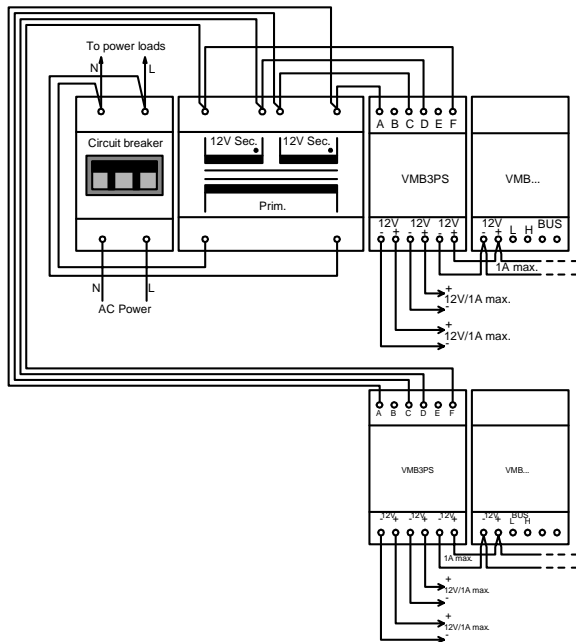 To power loads
N L
Circuit breaker
12V Sec. 12V Sec.
Prim.
N L
AC Power
A B C D E F
VMB3PS
12V 12V 12V
- + - + - +
VMB...
12V L H BUS
- +
1A max.
+
12V/1A max.
-
+
12V/1A max.
-
A B C D E F
VMB3PS
-12V+ -12V+ -12V+
VMB...
-12V+ L H BUS
1A max.
+
12V/1A max.
-
+
12V/1A max.
-